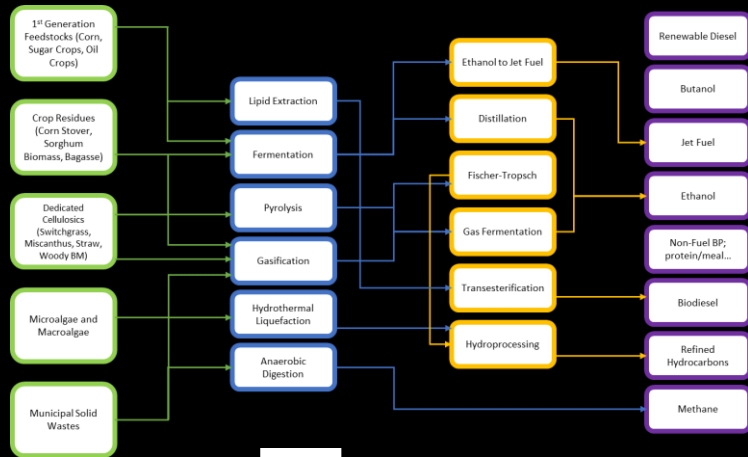 1st Generation
Feedstocks (Corn,
Sugar Crops, Oil
Crops)
Crop Residues
(Corn Stover,
Sorghum
Biomass, Bagasse)
Dedicated
Cellulosics
(Switchgrass,
Miscanthus, Straw,
Woody BM)
Microalgae and
Macroalgae
Municipal Solid
Wastes
Lipid Extraction
Fermentation
Pyrolysis
Gasification
Hydrothermal
Liquefaction
Anaerobic
Digestion
Ethanol to Jet Fuel
Distillation
Fischer-Tropsch
Gas Fermentation
Transesterification
Hydroprocessing
Renewable Diesel
Butanol
Jet Fuel
Ethanol
Non-Fuel BP;
protein/meal...
Biodiesel
Refined
Hydrocarbons
Methane